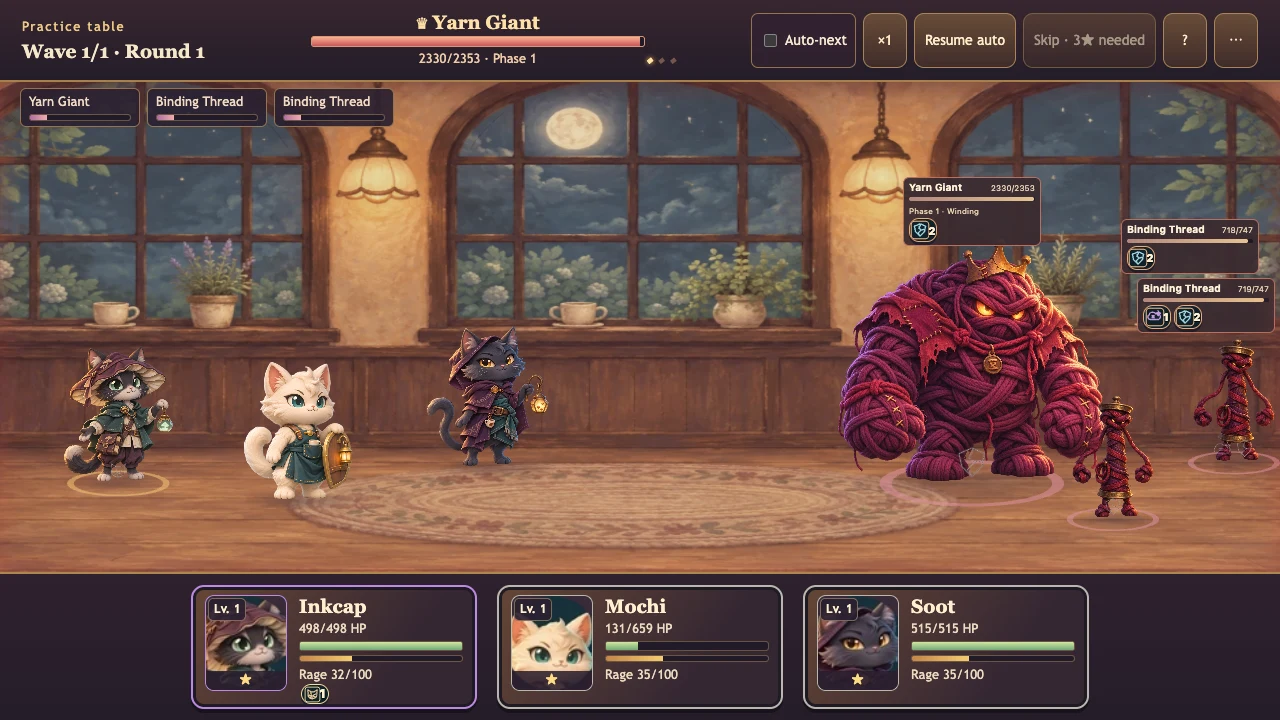 Practice table
Wave 1/1 · Round 1
♛ Yarn Giant
2330/2353 · Phase 1
Auto-next
×1
Resume auto
Skip · 3★ needed
?
···
Yarn Giant
Binding Thread
Binding Thread
Yarn Giant 2330/2353
Phase 1 · Winding
2
Binding Thread 718/747
2
Binding Thread 719/747
1 2
Lv. 1
Inkcap
498/498 HP
Rage 32/100
1
Lv. 1
Mochi
131/659 HP
Rage 35/100
Lv. 1
Soot
515/515 HP
Rage 35/100